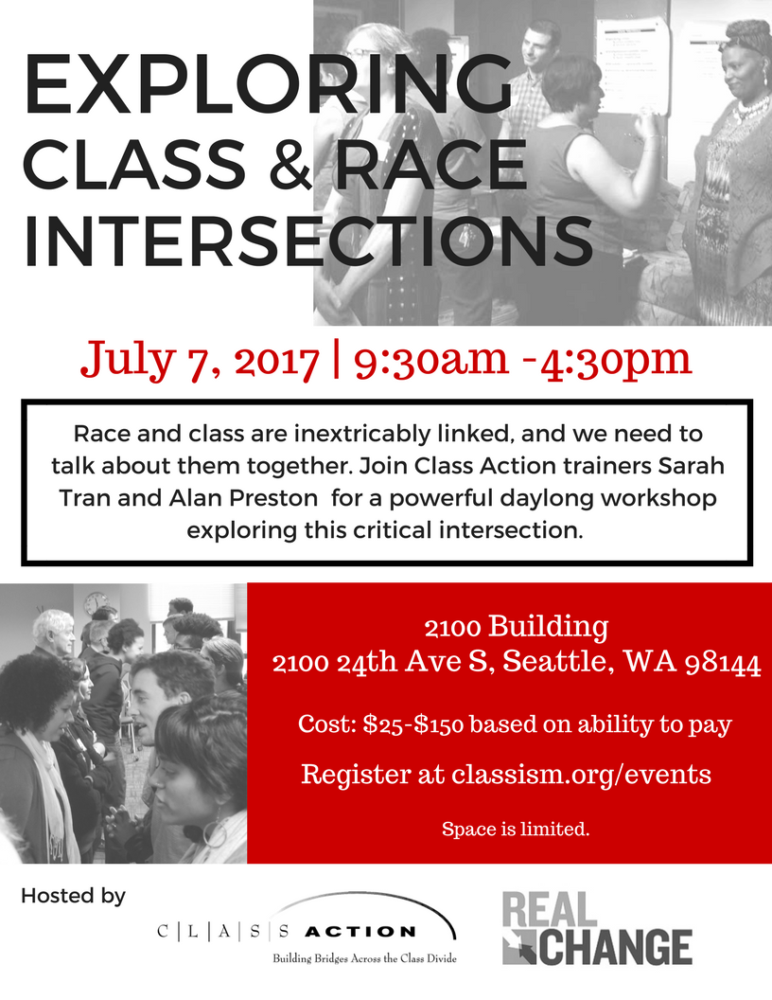 EXPLORING
CLASS & RACE
INTERSECTIONS
July 7, 2017 | 9:30am -4:30pm
Race and class are inextricably linked, and we need to
talk about them together. Join Class Action trainers Sarah
Tran and Alan Preston for a powerful daylong workshop
exploring this critical intersection.
2100 Building
2100 24th Ave S, Seattle, WA 98144
Cost: $25-$150 based on ability to pay
Register at classism.org/events
Space is limited.
Hosted by
C|L|A|S|S ACTION
Building Bridges Across the Class Divide
REAL
CHANGE